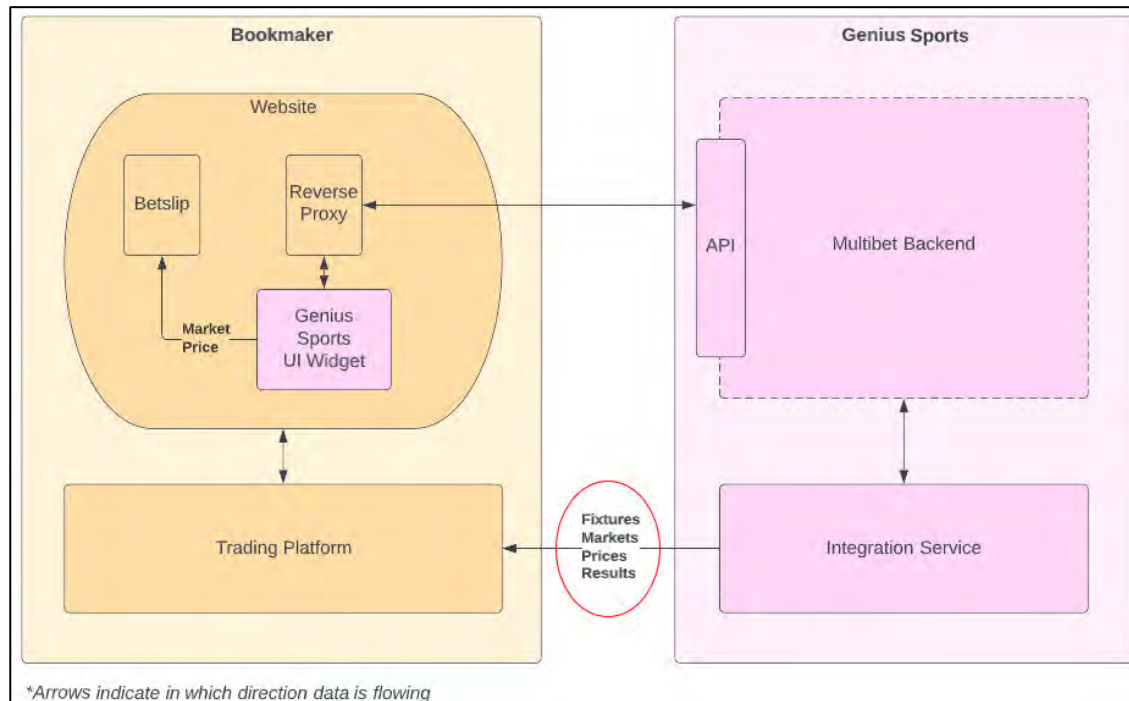 Bookmaker
Website
Betslip
Reverse
Proxy
Genius
Sports
UI Widget
Market
Price
Trading Platform
Fixtures
Markets
Prices
Results
Genius Sports
API
Multibet Backend
Integration Service
*Arrows indicate in which direction data is flowing